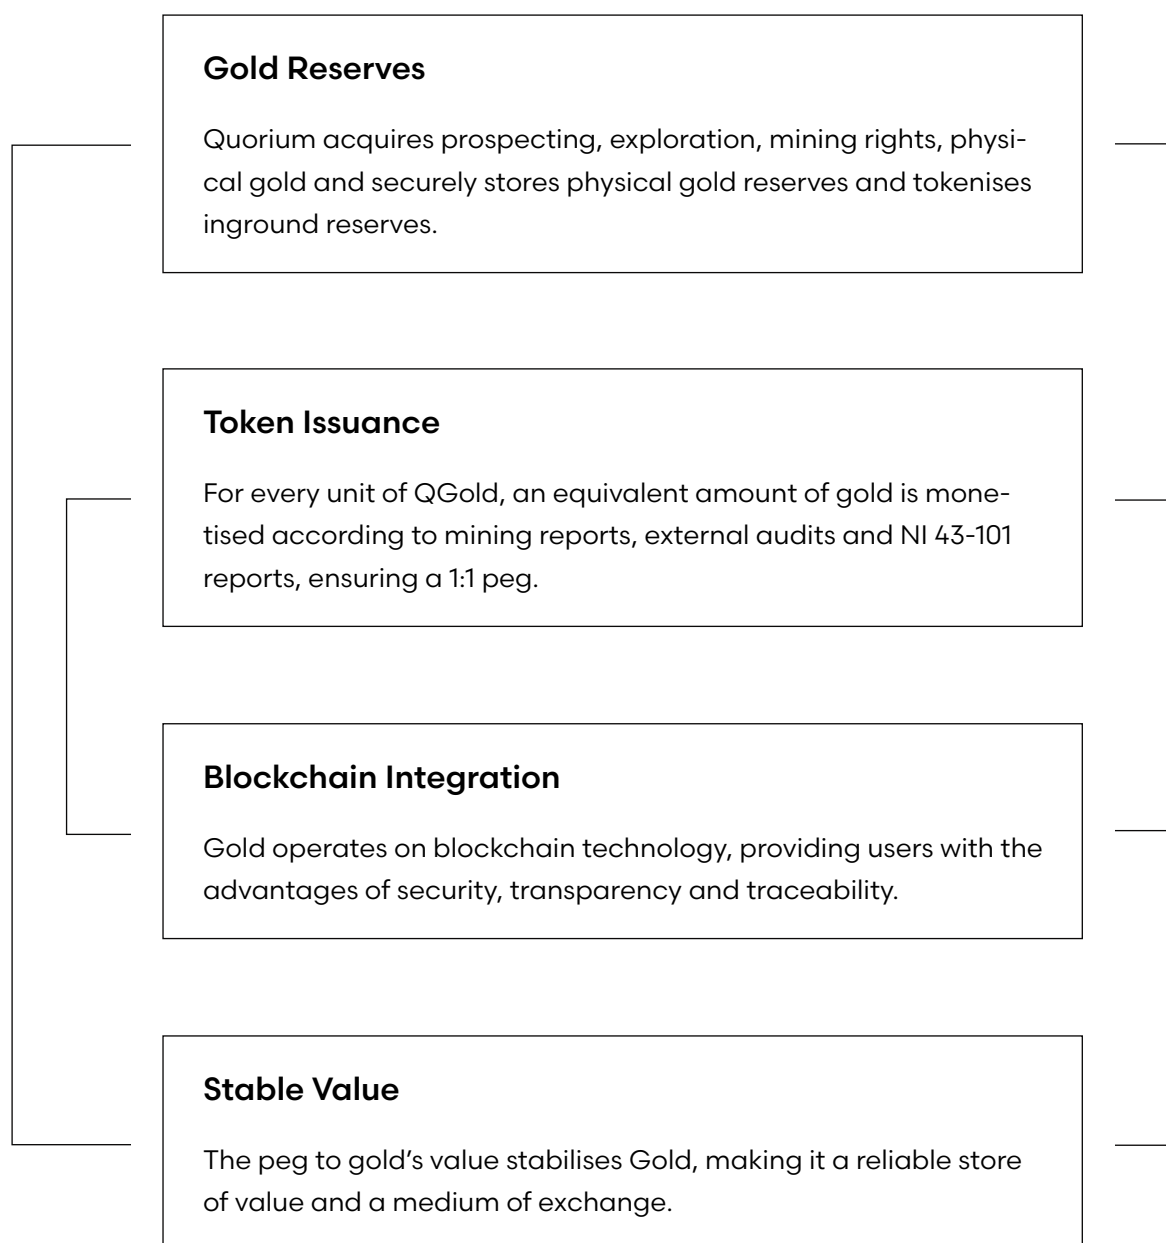 Gold Reserves
Quorium acquires prospecting, exploration, mining rights, physi-
cal gold and securely stores physical gold reserves and tokenises
inground reserves.
Token Issuance
For every unit of QGold, an equivalent amount of gold is mone-
tised according to mining reports, external audits and NI 43-101
reports, ensuring a 1:1 peg.
Blockchain Integration
Gold operates on blockchain technology, providing users with the
advantages of security, transparency and traceability.
Stable Value
The peg to gold’s value stabilises Gold, making it a reliable store
of value and a medium of exchange.